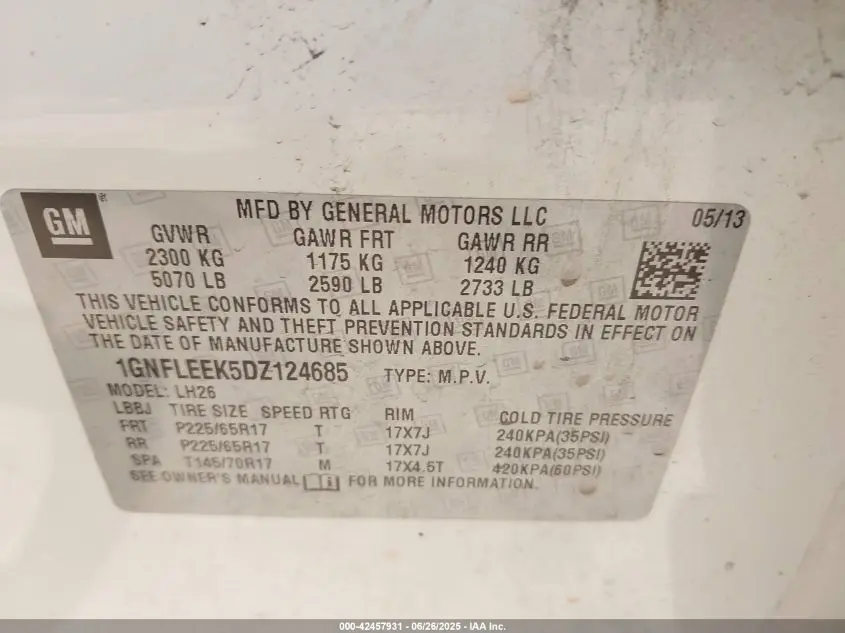 GM
MFD BY GENERAL MOTORS LLC 05/13
GVWR GAWR FRT GAWR RR
2300 KG 1175 KG 1240 KG
5070 LB 2590 LB 2733 LB
THIS VEHICLE CONFORMS TO ALL APPLICABLE U.S. FEDERAL MOTOR
VEHICLE SAFETY AND THEFT PREVENTION STANDARDS IN EFFECT ON
THE DATE OF MANUFACTURE SHOWN ABOVE.
1GNFLEEK5DZ124685 TYPE: M.P.V.
MODEL: LH26
LBBJ TIRE SIZE SPEED RTG RIM COLD TIRE PRESSURE
FRT P225/65R17 T 17X7J 240KPA(35PSI)
RR P225/65R17 T 17X7J 240KPA(35PSI)
SPA T145/70R17 M 17X4.5T 420KPA(60PSI)
SEE OWNER'S MANUAL FOR MORE INFORMATION.
000-42457931 - 06/26/2025 - IAA Inc.